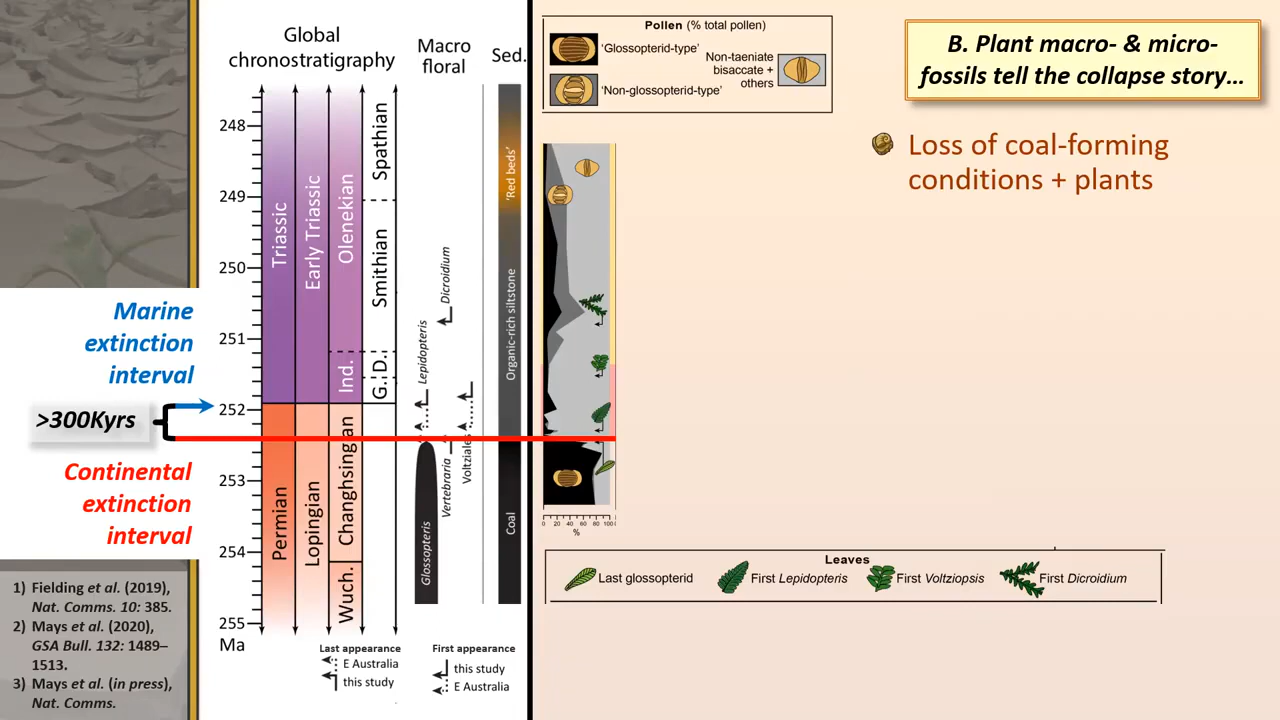 Global
chronostratigraphy
Macro
floral
Sed.
Pollen (% total pollen)
'Glossopterid-type'
'Non-glossopterid-type'
Non-taeniate
bisaccate +
others
B. Plant macro- & micro-
fossils tell the collapse story...
Loss of coal-forming
conditions + plants
248
249
250
251
252
253
254
255
Ma
Triassic
Early Triassic
Olenekian
Spathian
Smithian
Ind.
G.
D.
Permian
Lopingian
Changhsingian
Wuch.
Dicroidium
Lepidopteris
Voltziales
Vertebraria
Glossopteris
'Red beds'
Organic-rich siltstone
Coal
Marine
extinction
interval
>300Kyrs
Continental
extinction
interval
0 20 40 60 80 100
%
Leaves
Last glossopterid
First Lepidopteris
First Voltziopsis
First Dicroidium
Last appearance
E Australia
this study
First appearance
this study
E Australia
1) Fielding et al. (2019),
Nat. Comms. 10: 385.
2) Mays et al. (2020),
GSA Bull. 132: 1489–
1513.
3) Mays et al. (in press),
Nat. Comms.